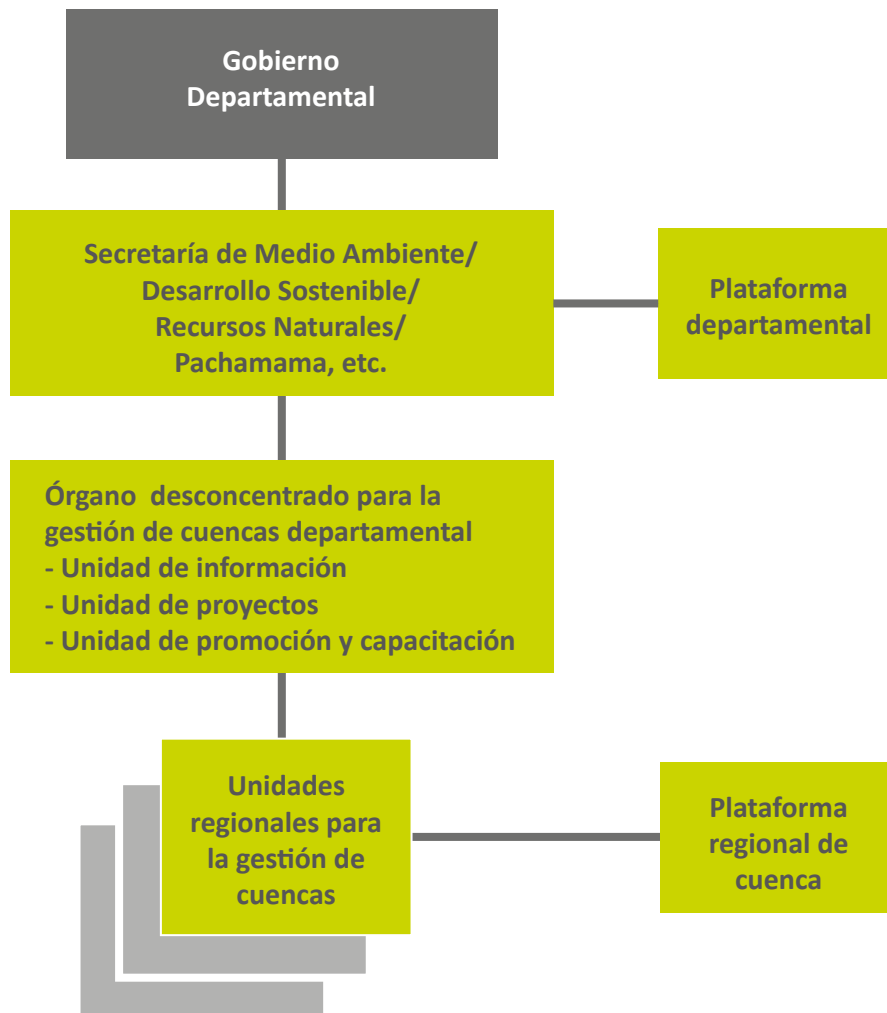 Gobierno
Departamental
Secretaría de Medio Ambiente/
Desarrollo Sostenible/
Recursos Naturales/
Pachamama, etc.
Plataforma
departamental
Órgano desconcentrado para la
gestión de cuencas departamental
- Unidad de información
- Unidad de proyectos
- Unidad de promoción y capacitación
Unidades
regionales para
la gestión de
cuencas
Plataforma
regional de
cuenca